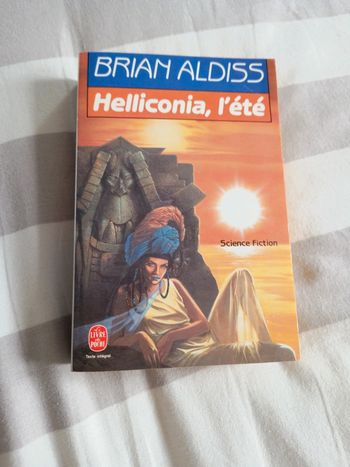 BRIAN ALDISS
Helliconia, l'été
Science Fiction
LE
LIVRE
DE
POCHE
Texte intégral